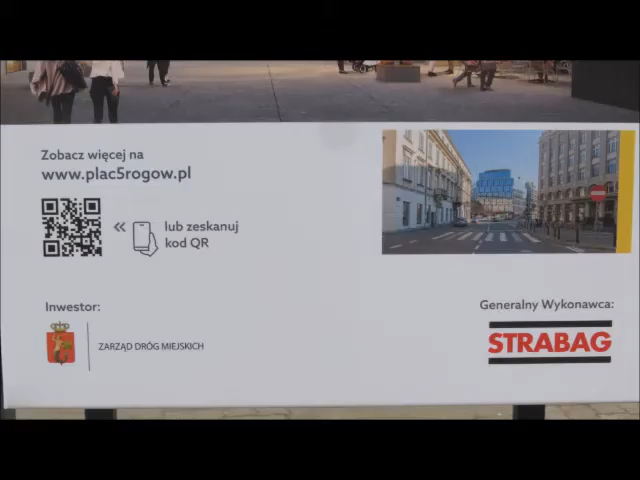 Zobacz więcej na
www.plac5rogow.pl
« lub zeskanuj
kod QR
Inwestor:
ZARZĄD DRÓG MIEJSKICH
Generalny Wykonawca:
STRABAG